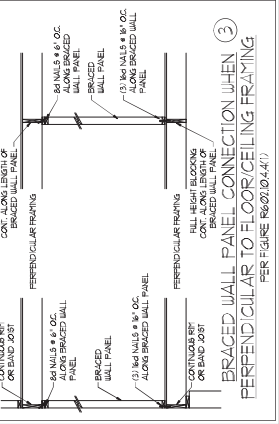 CONTINUOUS RIM
OR BAND JOIST
8d NAILS @ 6" O.C.
ALONG BRACED WALL
PANEL
BRACED
WALL PANEL
(3) 16d NAILS @ 16" O.C.
ALONG BRACED WALL
PANEL
CONTINUOUS RIM
OR BAND JOIST
PERPENDICULAR FRAMING
PERPENDICULAR FRAMING
CONT. ALONG LENGTH OF
BRACED WALL PANEL
8d NAILS @ 6" O.C.
ALONG BRACED
WALL PANEL
BRACED
WALL PANEL
(3) 16d NAILS @ 16" O.C.
ALONG BRACED WALL
PANEL
FULL HEIGHT BLOCKING
CONT. ALONG LENGTH OF
BRACED WALL PANEL
BRACED WALL PANEL CONNECTION WHEN 3
PERPENDICULAR TO FLOOR/CEILING FRAMING
PER FIGURE R602.10.4.4(1)